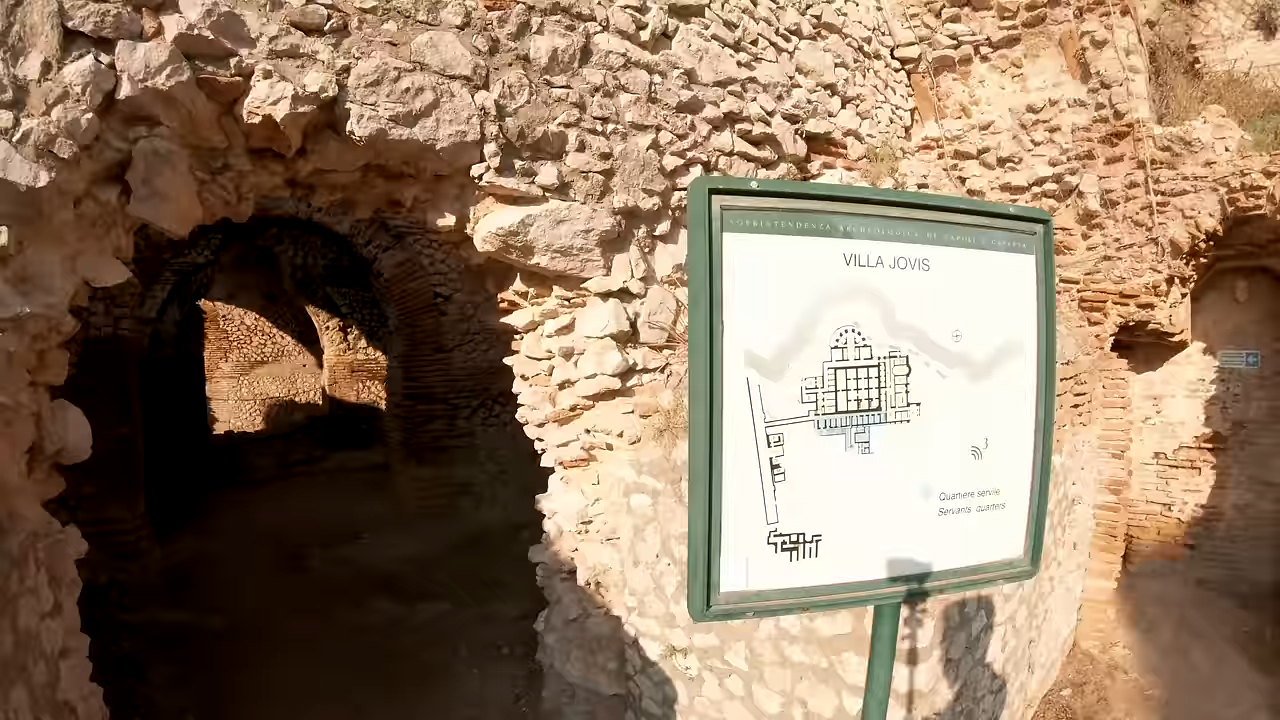 SOPRINTENDENZA ARCHEOLOGICA DI NAPOLI E CASERTA
VILLA JOVIS
3
Quartiere servile
Servants quarters